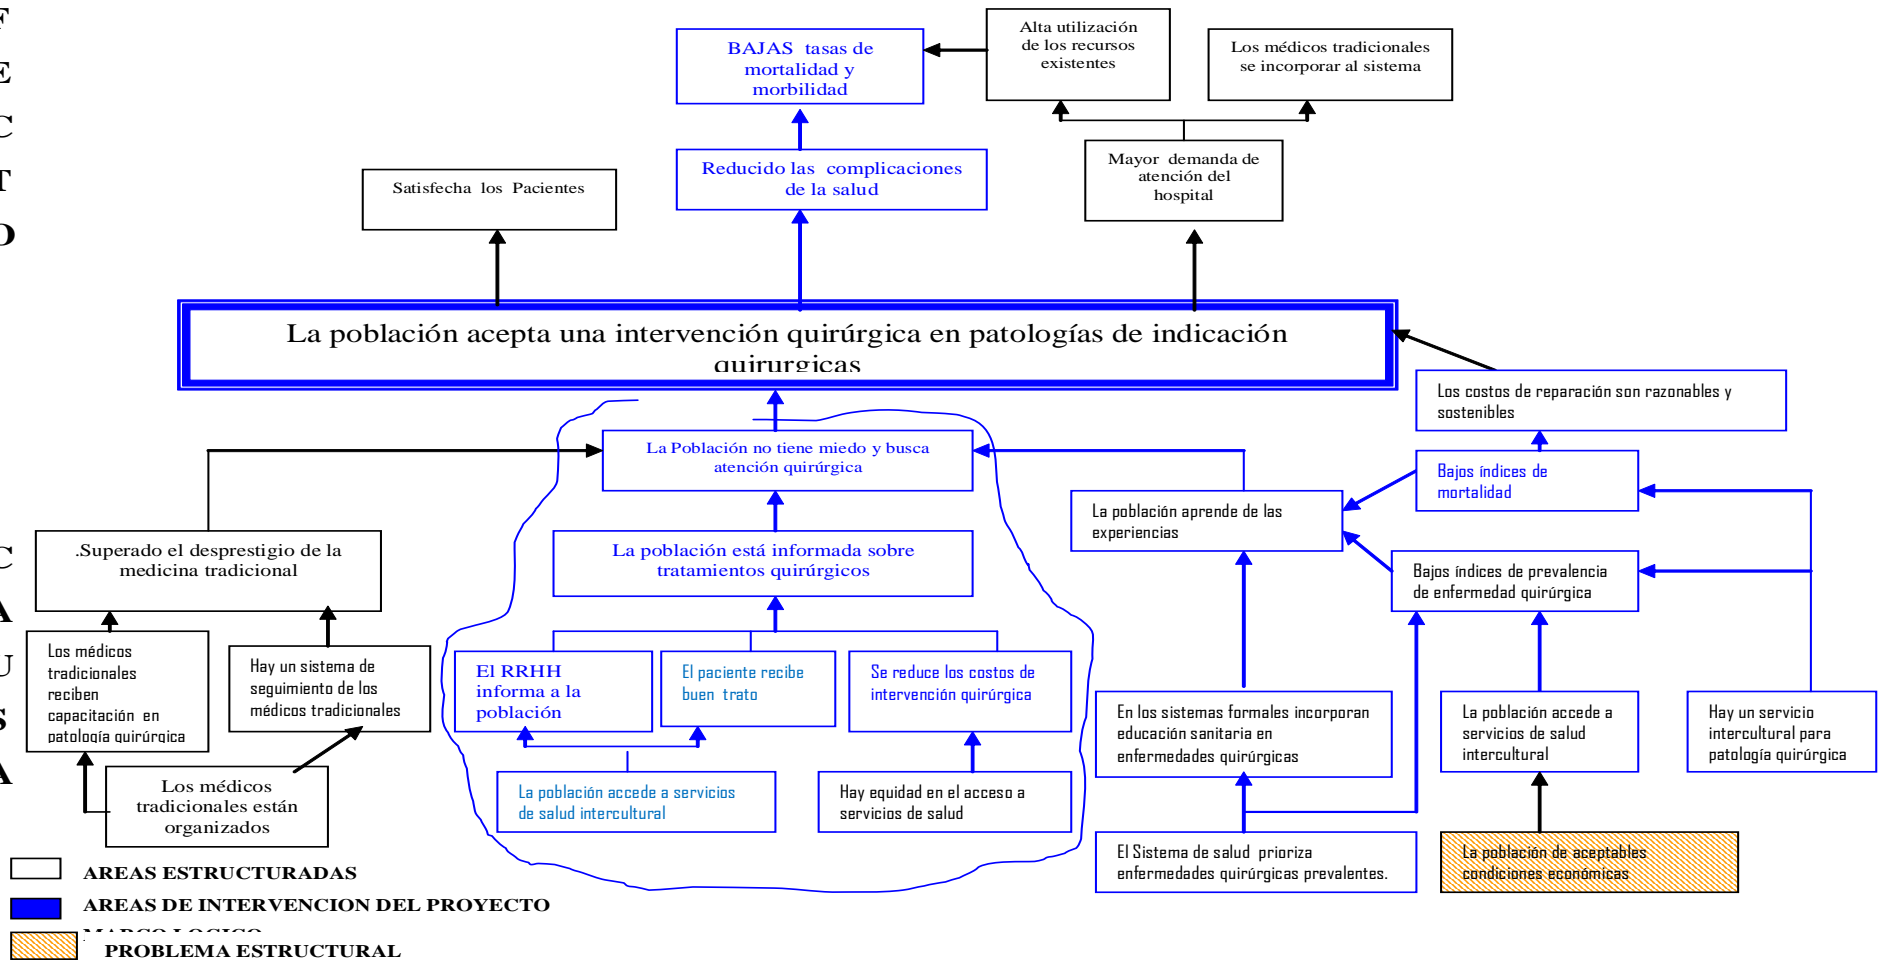 F
E
C
T
O
BAJAS tasas de
mortalidad y
morbilidad
Alta utilización
de los recursos
existentes
Los médicos tradicionales
se incorporar al sistema
Satisfecha los Pacientes
Reducido las complicaciones
de la salud
Mayor demanda de
atención del
hospital
La población acepta una intervención quirúrgica en patologías de indicación
quirurgicas
Los costos de reparación son razonables y
sostenibles
La Población no tiene miedo y busca
atención quirúrgica
Bajos índices de
mortalidad
La población aprende de las
experiencias
C
A
U
S
A
.Superado el desprestigio de la
medicina tradicional
La población está informada sobre
tratamientos quirúrgicos
Bajos índices de prevalencia
de enfermedad quirúrgica
Los médicos
tradicionales
reciben
capacitación en
patología quirúrgica
Hay un sistema de
seguimiento de los
médicos tradicionales
El RRHH
informa a la
población
El paciente recibe
buen trato
Se reduce los costos de
intervención quirúrgica
En los sistemas formales incorporan
educación sanitaria en
enfermedades quirúrgicas
La población accede a
servicios de salud
intercultural
Hay un servicio
intercultural para
patología quirúrgica
Los médicos
tradicionales están
organizados
La población accede a servicios
de salud intercultural
Hay equidad en el acceso a
servicios de salud
El Sistema de salud prioriza
enfermedades quirúrgicas prevalentes.
La población de aceptables
condiciones económicas
AREAS ESTRUCTURADAS
AREAS DE INTERVENCION DEL PROYECTO
MARCO LOGICO
PROBLEMA ESTRUCTURAL